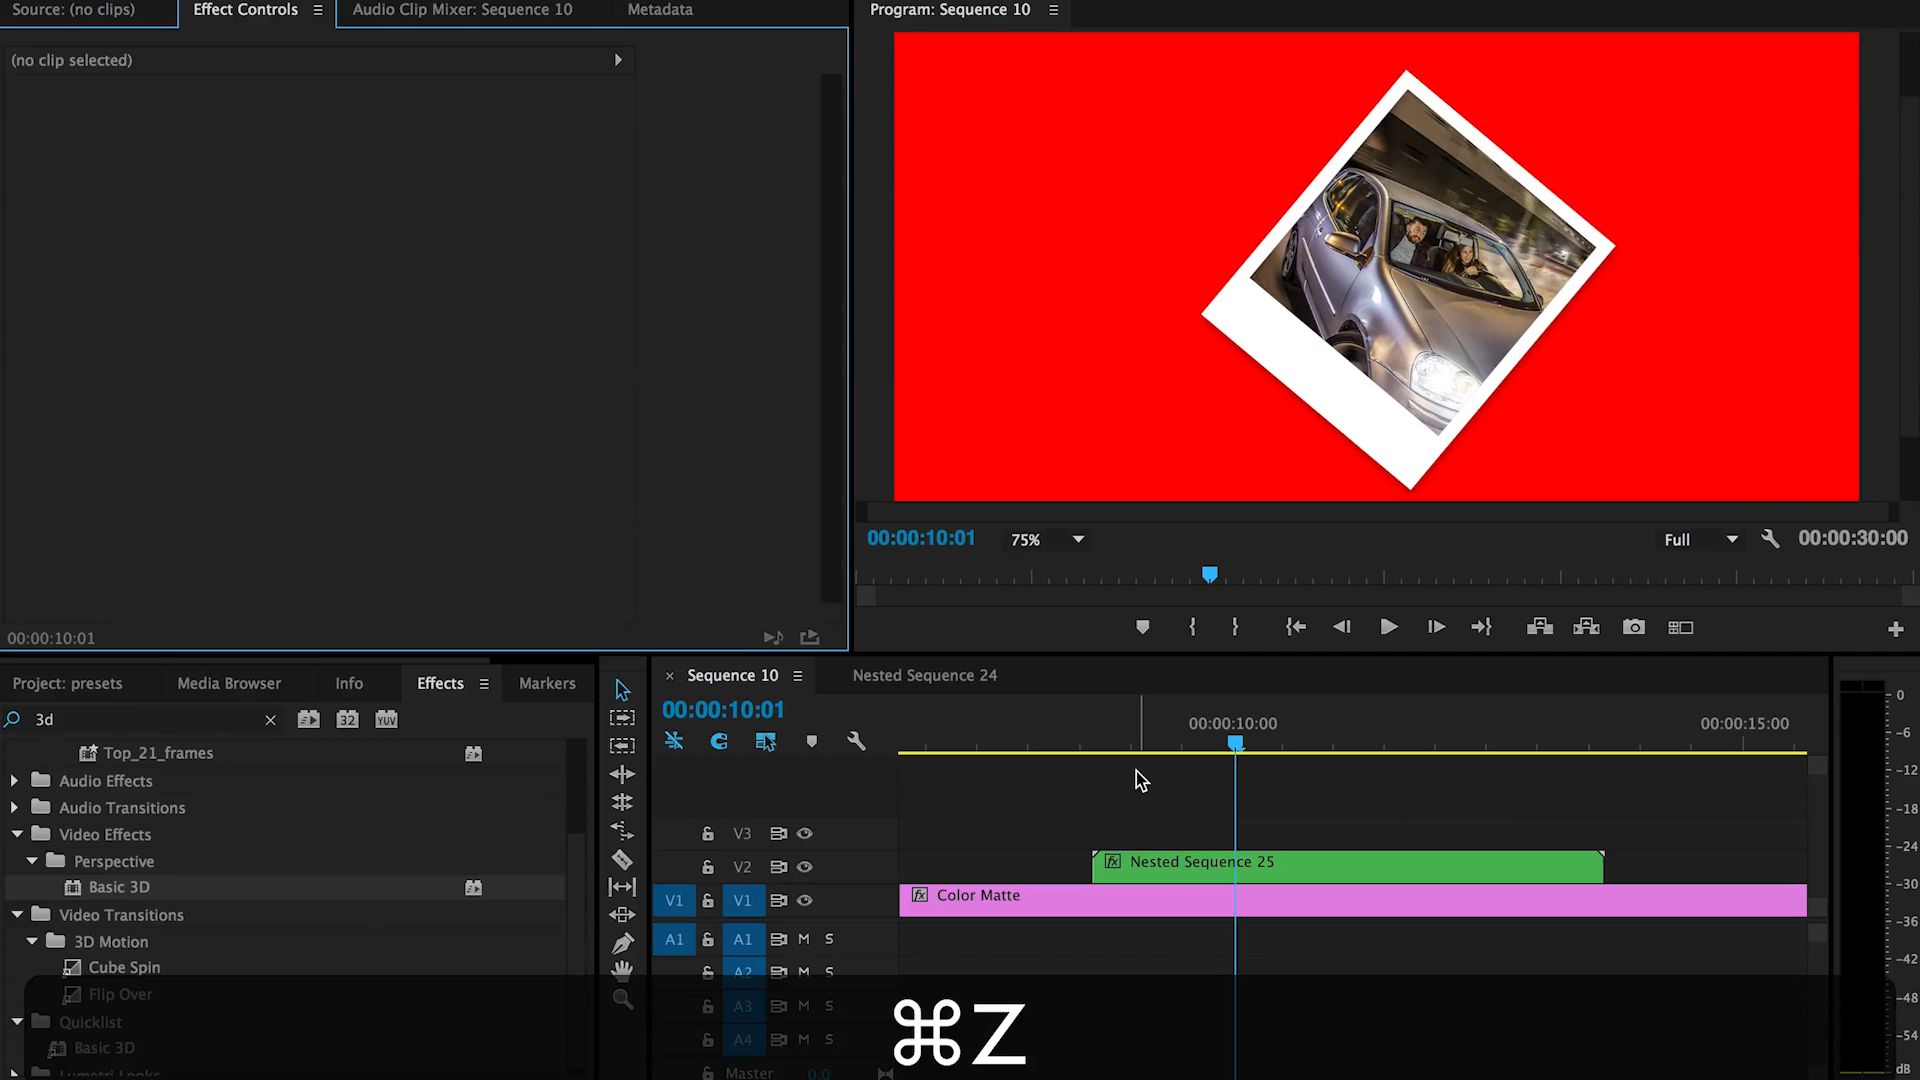 Source: (no clips)
Effect Controls
Audio Clip Mixer: Sequence 10
Metadata
Program: Sequence 10
(no clip selected)
00:00:10:01
75%
Full
00:00:30:00
00:00:10:01
Project: presets
Media Browser
Info
Effects
Markers
Sequence 10
Nested Sequence 24
3d
32
YUV
00:00:10:01
00:00:10:00
00:00:15:00
Top_21_frames
Audio Effects
Audio Transitions
Video Effects
Perspective
Basic 3D
Video Transitions
3D Motion
Cube Spin
Flip Over
Quicklist
Basic 3D
Lumetri Looks
V3
V2
fx Nested Sequence 25
V1 V1
fx Color Matte
A1 A1 M S
A2 M S
A3 M S
A4 M S
Master 0.0
0
-6
-12
-18
-24
-30
-36
-42
-48
-54
dB
⌘Z